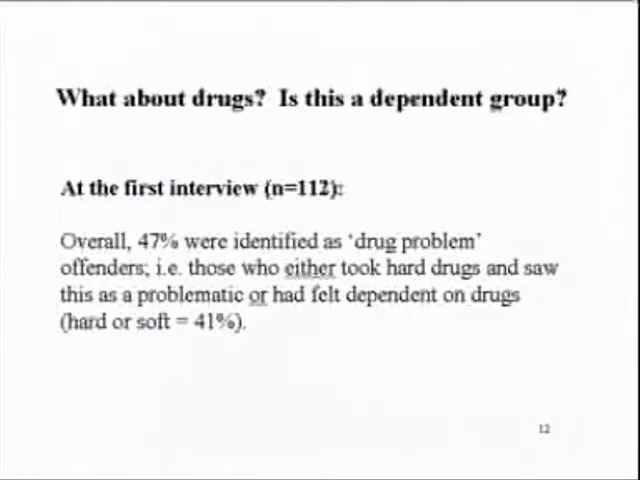 What about drugs? Is this a dependent group?
At the first interview (n=112):
Overall, 47% were identified as ‘drug problem’
offenders; i.e. those who either took hard drugs and saw
this as a problematic or had felt dependent on drugs
(hard or soft = 41%).
12